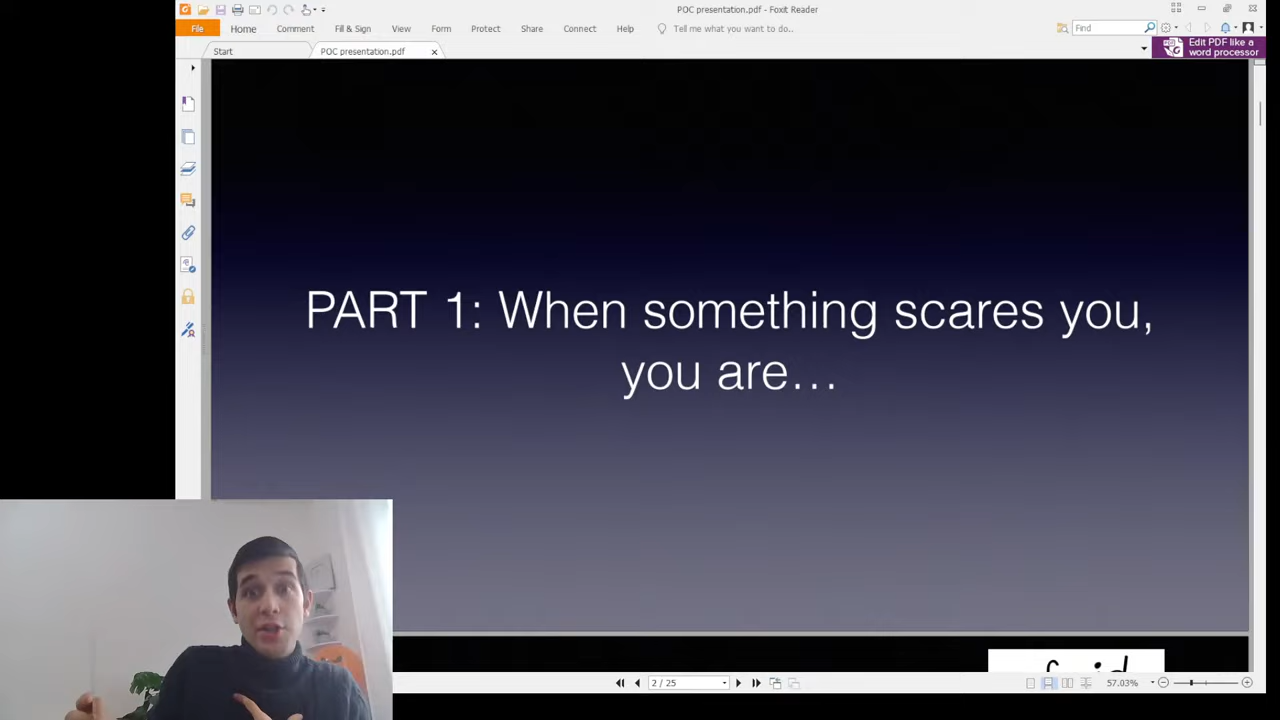 POC presentation.pdf - Foxit Reader
File Home Comment Fill & Sign View Form Protect Share Connect Help Tell me what you want to do.. Find
Start POC presentation.pdf
Edit PDF like a
word processor
PART 1: When something scares you,
you are...
2 / 25 57.03%